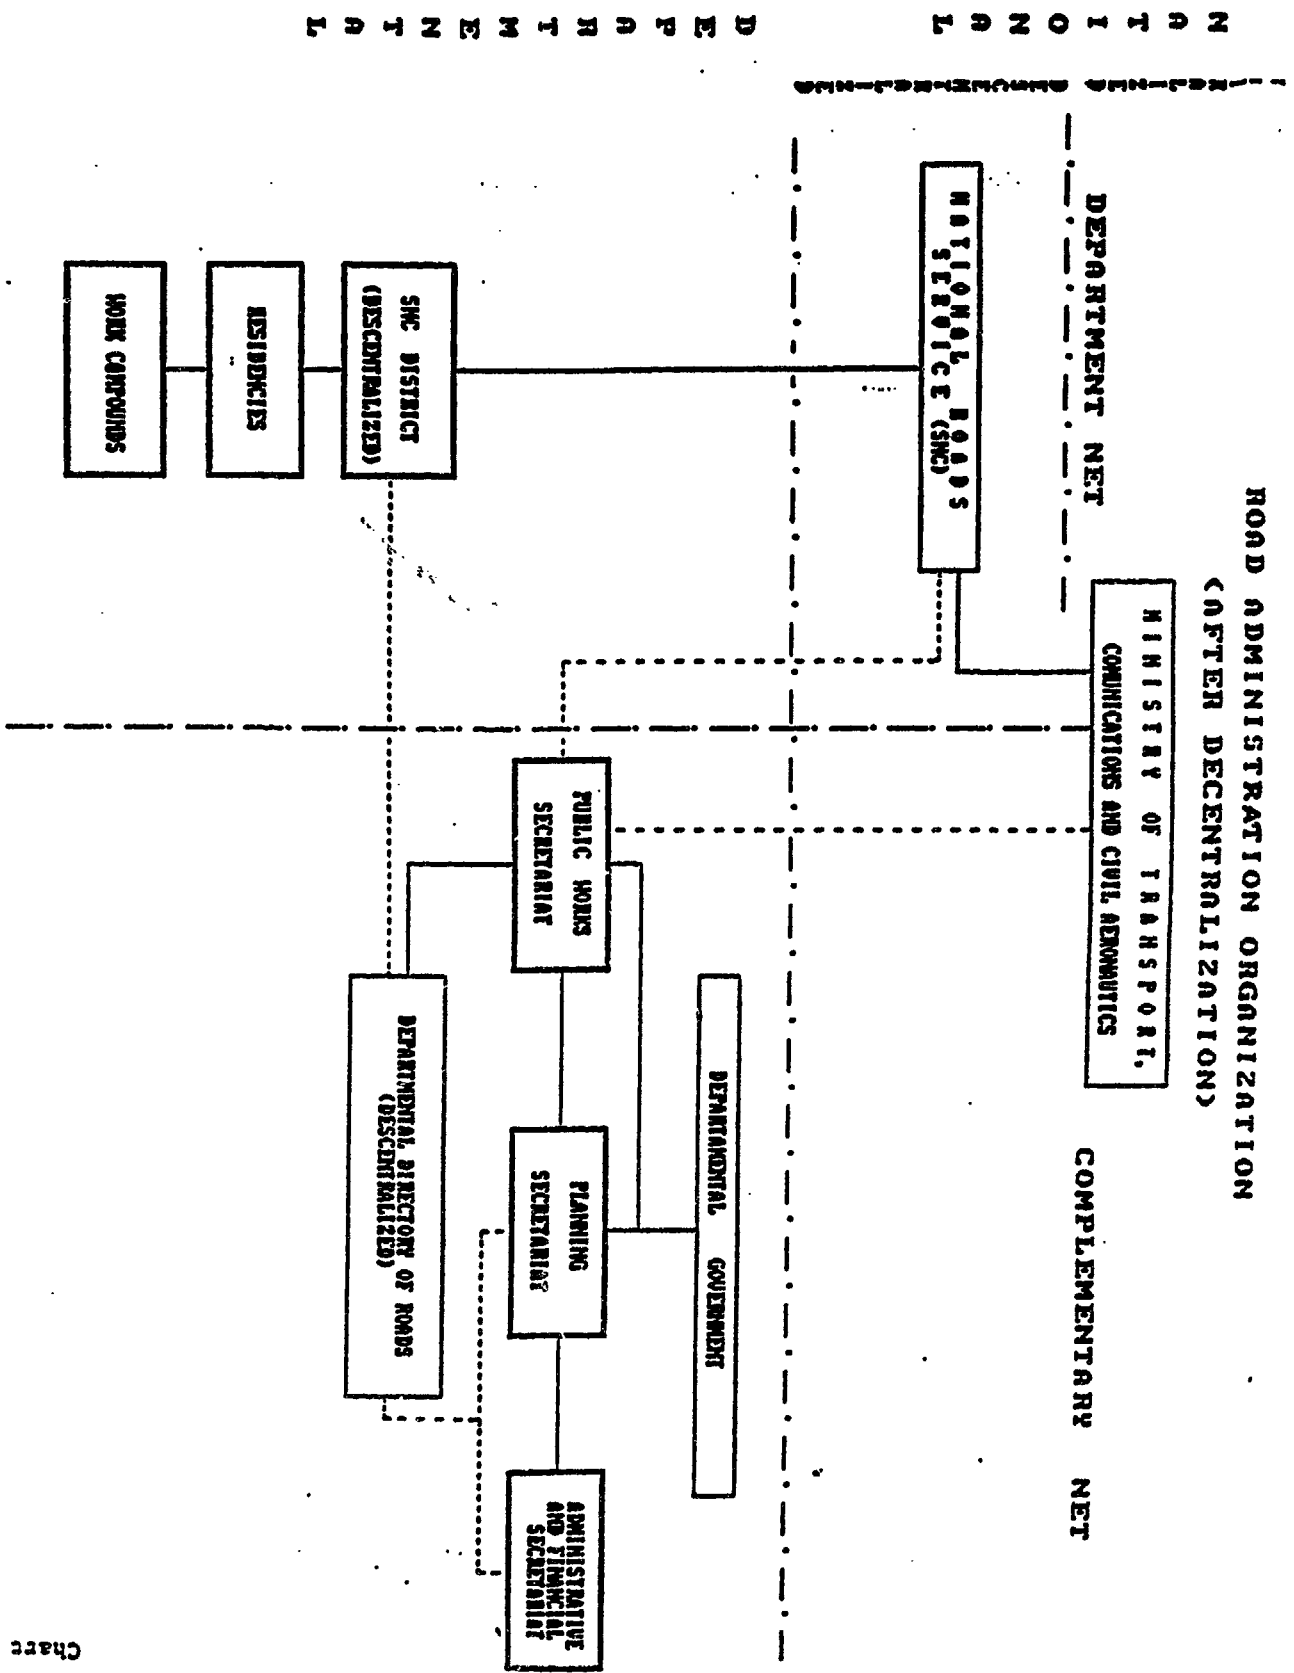 ROAD ADMINISTRATION ORGANIZATION
(AFTER DECENTRALIZATION)
NATIONAL
DEPARTMENTAL
DEPARTMENT NET
COMPLEMENTARY NET
MINISTRY OF TRANSPORT,
COMUNICATIONS AND CIVIL AERONAUTICS
NATIONAL ROADS
SERVICE (SNC)
DEPARTAMENTAL GOVERNMENT
PUBLIC WORKS
SECRETARIAT
PLANNING
SECRETARIAT
ADMINISTRATIVE
AND FINANCIAL
SECRETARIAT
SNC DISTRICT
(DESCENTRALIZED)
DEPARTMENTAL DIRECTORY OF ROADS
(DESCENTRALIZED)
RESIDENCIES
WORK COMPOUNDS
Chart